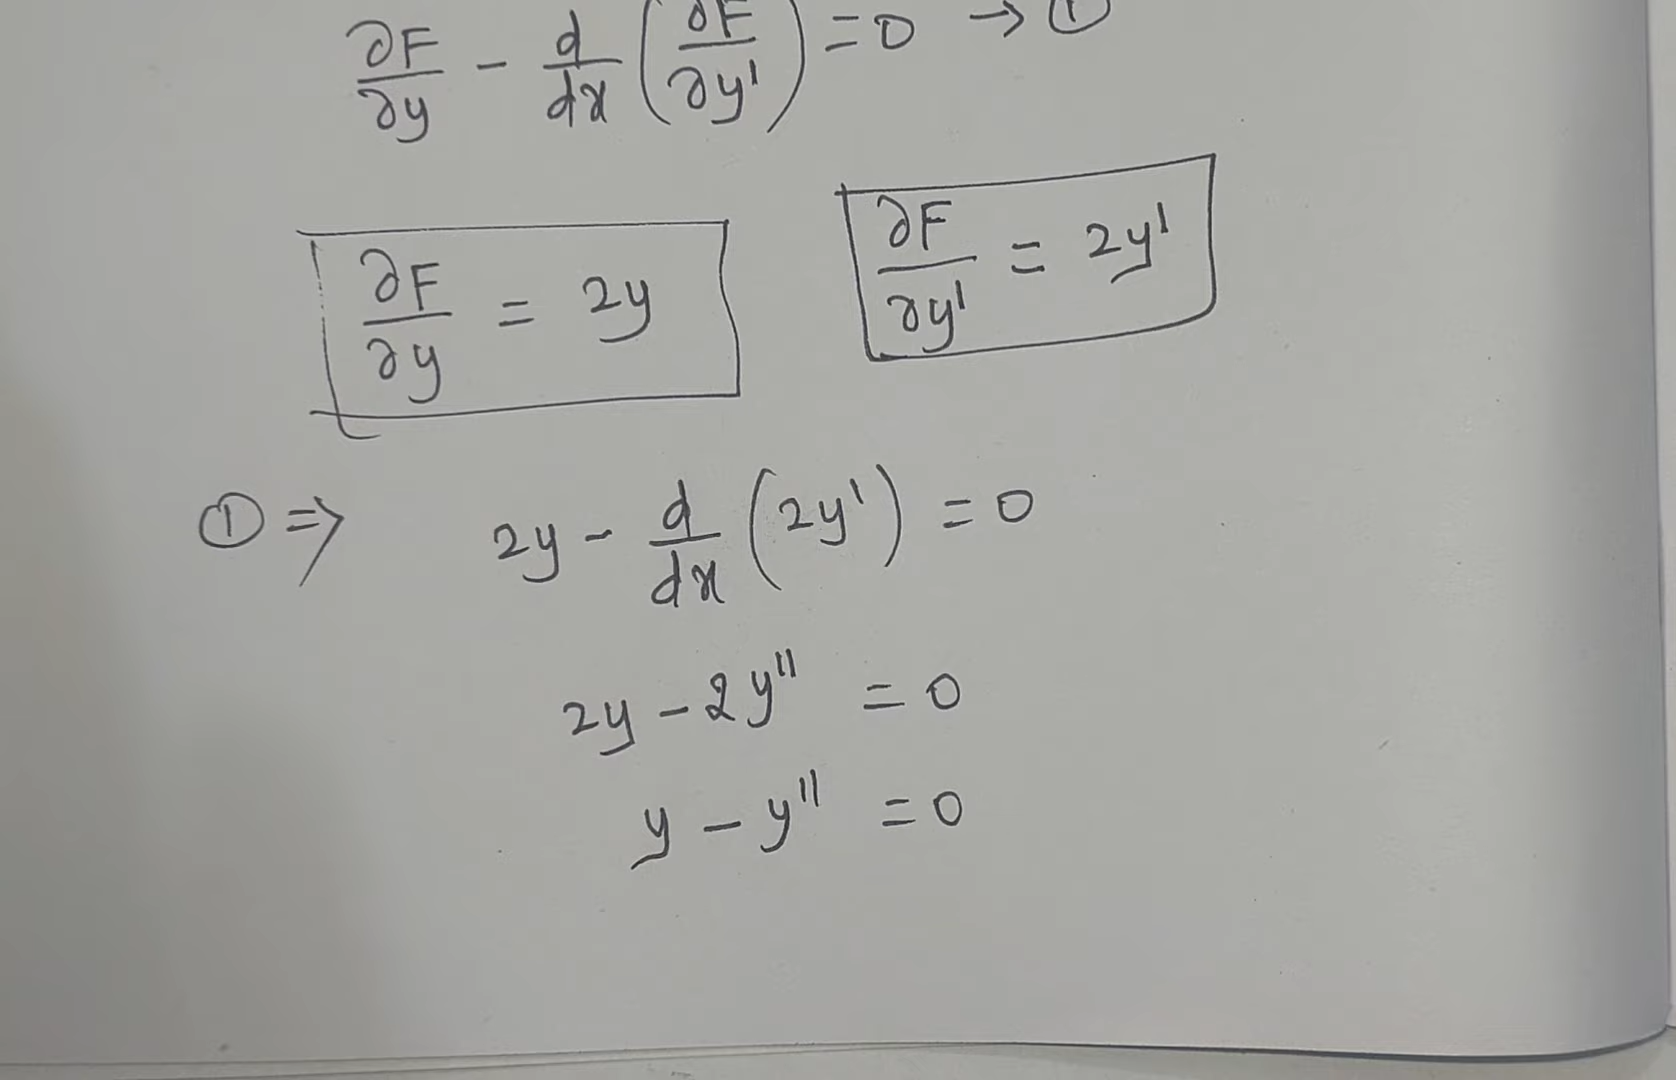 ∂F/∂y - d/dx (∂F/∂y') = 0 → ①
∂F/∂y = 2y ∂F/∂y' = 2y'
① ⇒ 2y - d/dx (2y') = 0
2y - 2y'' = 0
y - y'' = 0